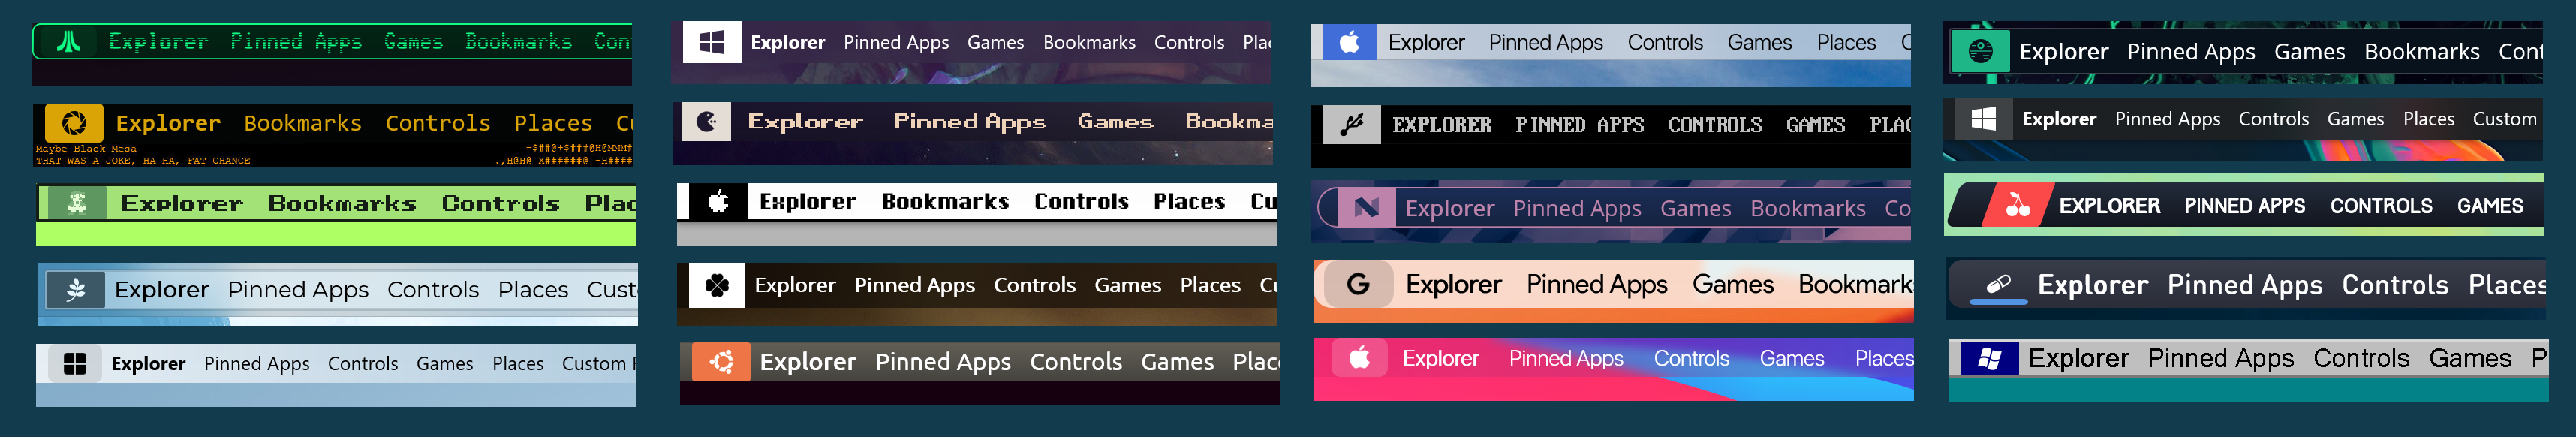 Explorer Pinned Apps Games Bookmarks Con
Explorer Bookmarks Controls Places Cu
Maybe Black Mesa -$##@+$###@H@MMM#
THAT WAS A JOKE, HA HA, FAT CHANCE .,H@H@ X######@ -H####
Explorer Bookmarks Controls Plac
Explorer Pinned Apps Controls Places Cust
Explorer Pinned Apps Controls Games Places Custom F
Explorer Pinned Apps Games Bookmarks Controls Plac
Explorer Pinned Apps Games Bookma
Explorer Bookmarks Controls Places Cu
Explorer Pinned Apps Controls Games Places Cu
Explorer Pinned Apps Controls Games Place
Explorer Pinned Apps Controls Games Places C
EXPLORER PINNED APPS CONTROLS GAMES PLAC
Explorer Pinned Apps Games Bookmarks Co
G Explorer Pinned Apps Games Bookmark
Explorer Pinned Apps Controls Games Places
Explorer Pinned Apps Games Bookmarks Cont
Explorer Pinned Apps Controls Games Places Custom
EXPLORER PINNED APPS CONTROLS GAMES
Explorer Pinned Apps Controls Places
Explorer Pinned Apps Controls Games P